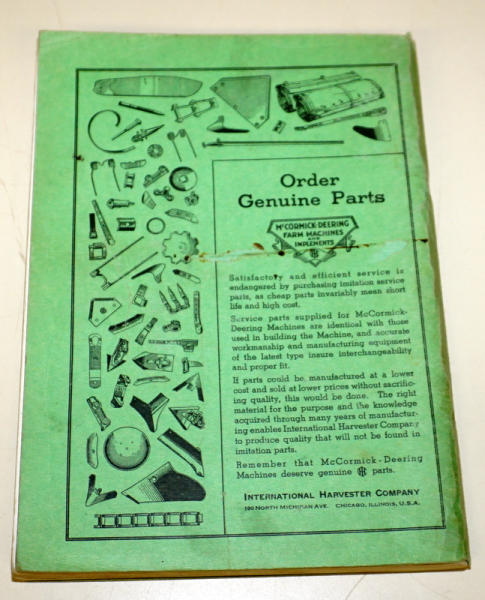 Order
Genuine Parts
McCORMICK-DEERING
FARM MACHINES
AND
IMPLEMENTS
IHC
Satisfactory and efficient service is
endangered by purchasing imitation service
parts, as cheap parts invariably mean short
life and high cost.
Service parts supplied for McCormick-
Deering Machines are identical with those
used in building the Machine, and accurate
workmanship and manufacturing equipment
of the latest type insure interchangeability
and proper fit.
If parts could be manufactured at a lower
cost and sold at lower prices without sacrific-
ing quality, this would be done. The right
material for the purpose and the knowledge
acquired through many years of manufactur-
ing enables International Harvester Company
to produce quality that will not be found in
imitation parts.
Remember that McCormick-Deering
Machines deserve genuine IHC parts.
INTERNATIONAL HARVESTER COMPANY
180 NORTH MICHIGAN AVE. CHICAGO, ILLINOIS, U.S.A.